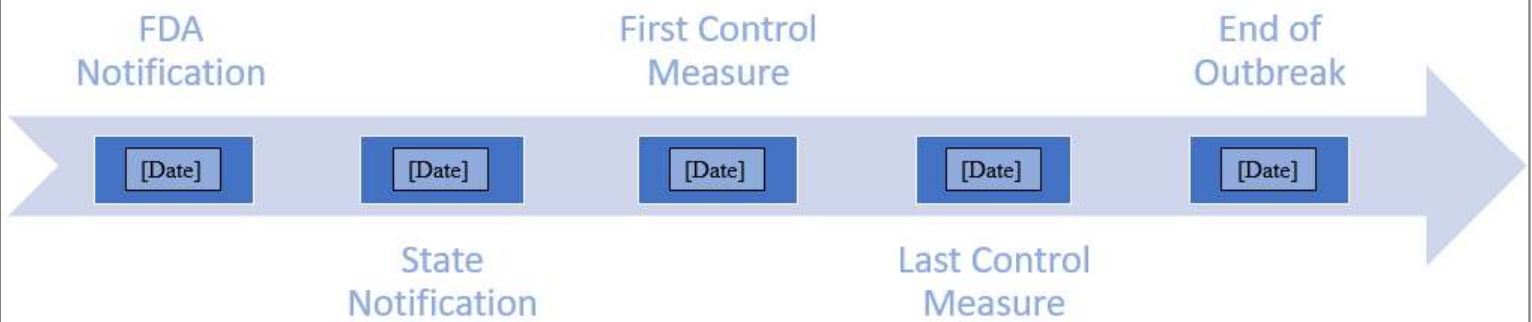 FDA
Notification
First Control
Measure
End of
Outbreak
[Date]
[Date]
[Date]
[Date]
[Date]
State
Notification
Last Control
Measure